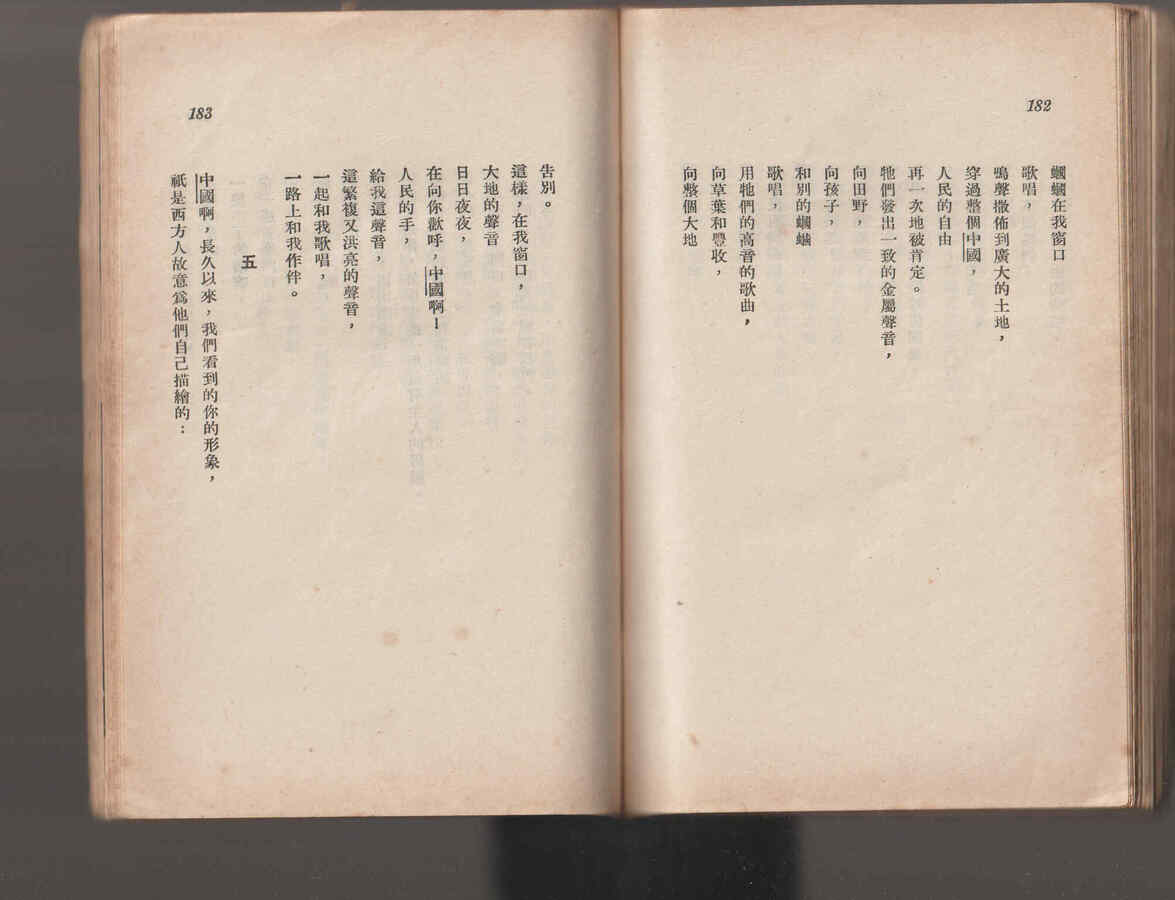 182
蟈蟈在我窗口
歌唱，
鳴聲撒佈到廣大的土地，
穿過整個中國，
人民的自由
再一次地被肯定。
牠們發出一致的金屬聲音，
向田野，
向孩子，
和別的蟈蟈
歌唱，
用牠們的高音的歌曲，
向草葉和豐收，
向整個大地
183
告別。
這樣，在我窗口，
大地的聲音
日日夜夜，
在向你歡呼，中國啊！
人民的手，
給我這聲音，
這繁複又洪亮的聲音，
一起和我歌唱，
一路上和我作伴。
五
中國啊，長久以來，我們看到的你的形象，
祇是西方人故意爲他們自己描繪的：